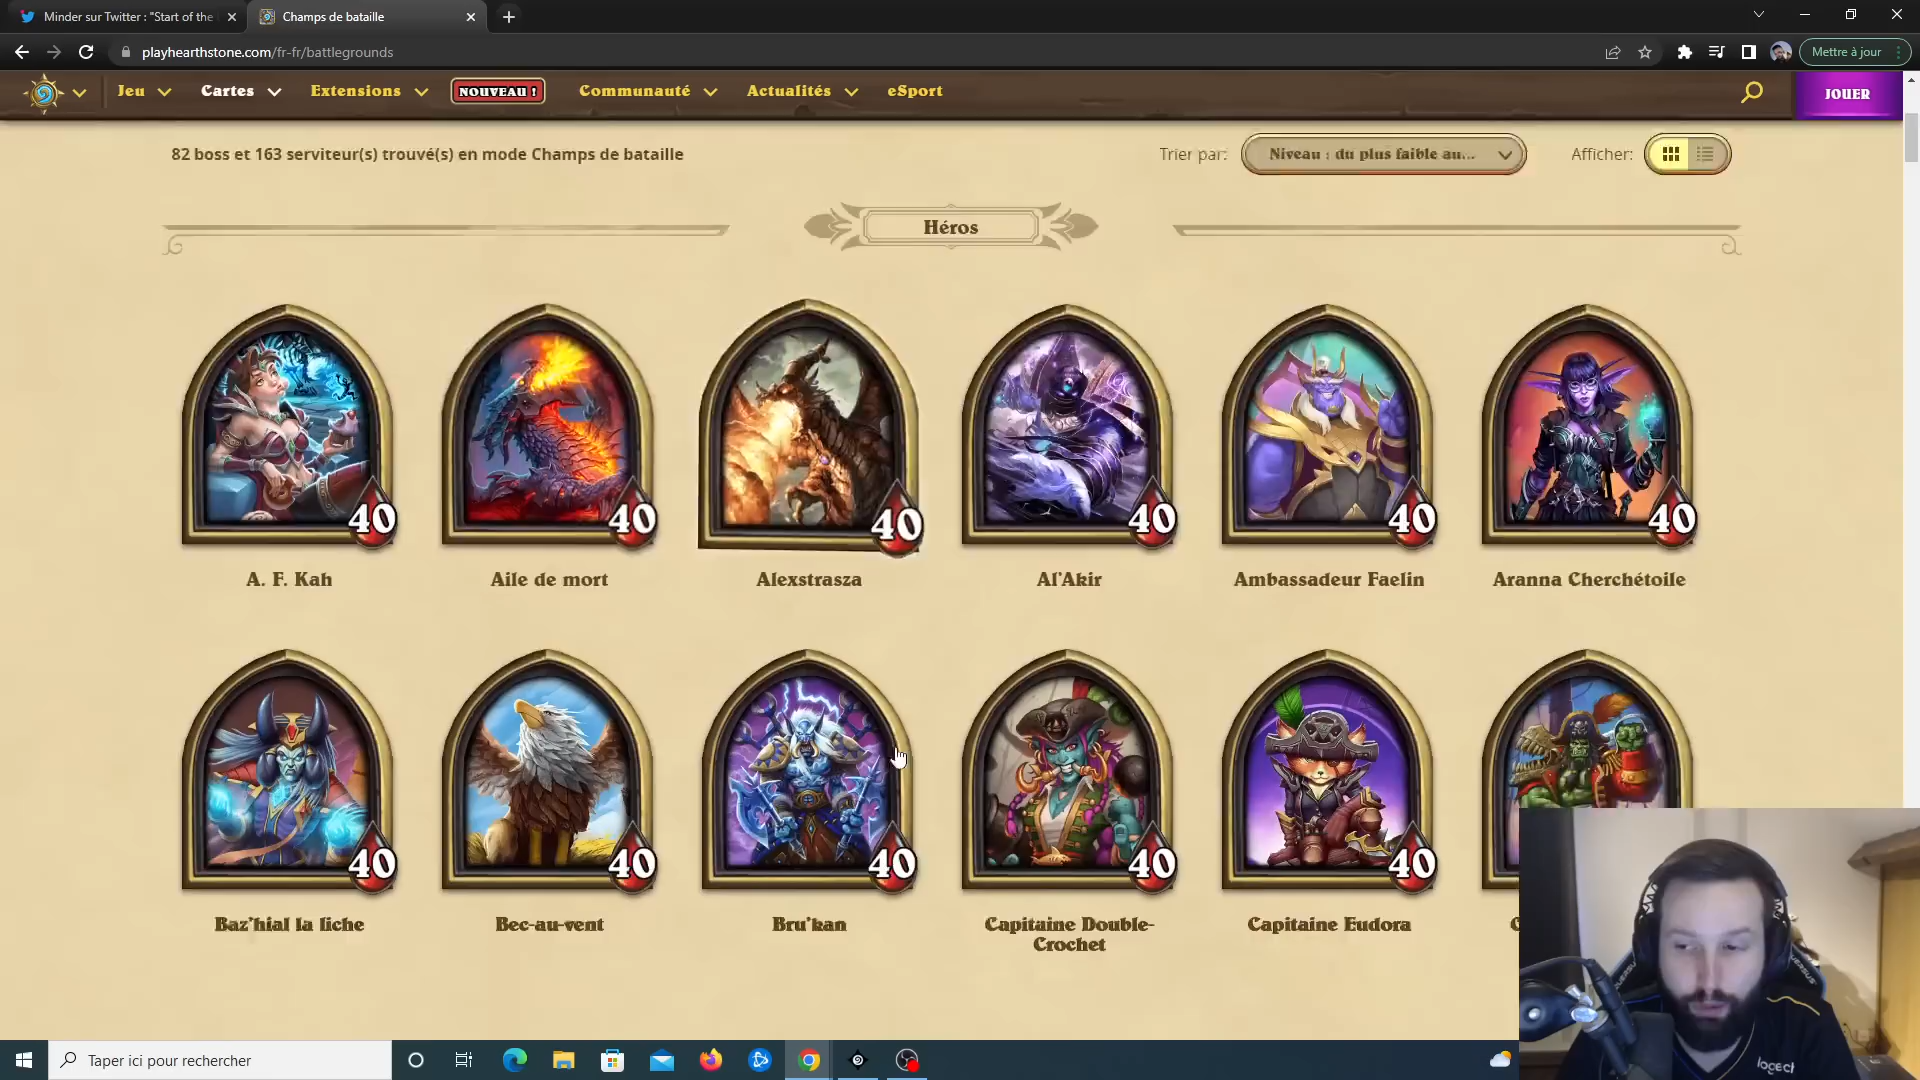 Minder sur Twitter : "Start of the
Champs de bataille
playhearthstone.com/fr-fr/battlegrounds
Mettre à jour
Jeu
Cartes
Extensions
NOUVEAU !
Communauté
Actualités
eSport
JOUER
82 boss et 163 serviteur(s) trouvé(s) en mode Champs de bataille
Trier par:
Niveau : du plus faible au...
Afficher:
Héros
40
40
40
40
40
40
A. F. Kah
Aile de mort
Alexstrasza
Al'Akir
Ambassadeur Faelin
Aranna Cherchétoile
40
40
40
40
40
Baz'hial la liche
Bec-au-vent
Bru'kan
Capitaine Double-
Crochet
Capitaine Eudora
Taper ici pour rechercher